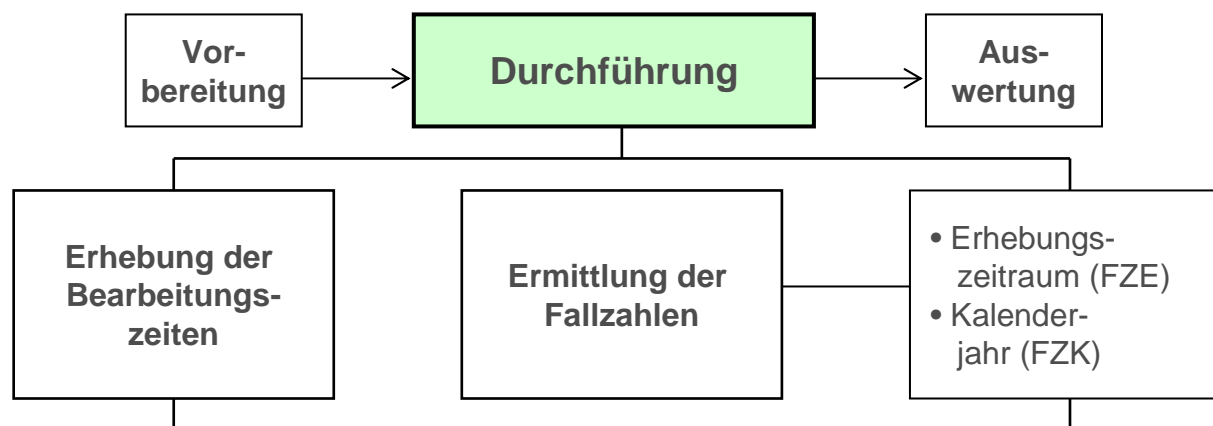 Vor-
bereitung
Durchführung
Aus-
wertung
Erhebung der
Bearbeitungs-
zeiten
Ermittlung der
Fallzahlen
• Erhebungs-
zeitraum (FZE)
• Kalender-
jahr (FZK)